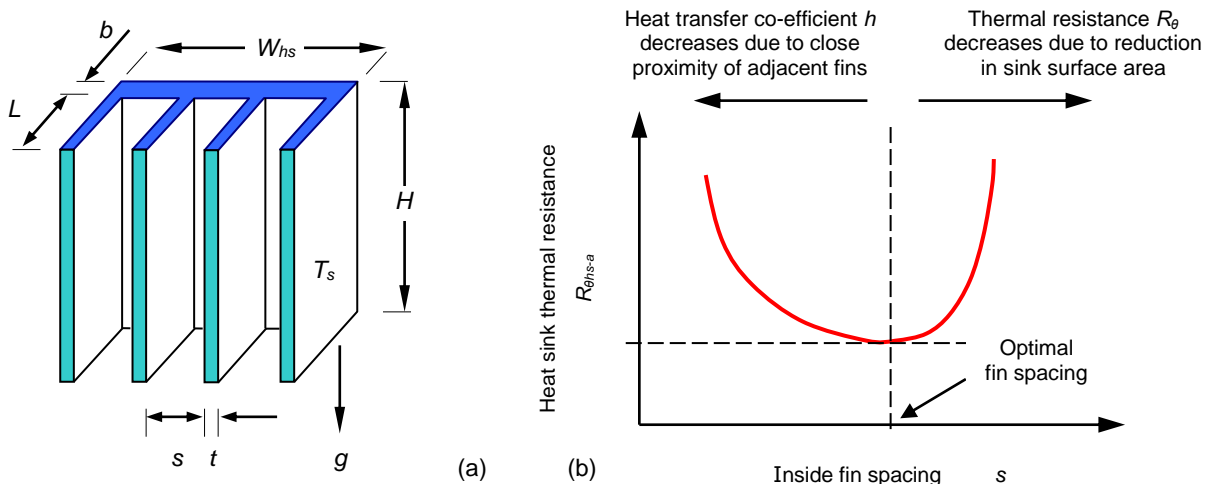 b
W_hs
L
H
T_s
s t g
(a)
Heat transfer co-efficient h
decreases due to close
proximity of adjacent fins
Thermal resistance R_θ
decreases due to reduction
in sink surface area
Heat sink thermal resistance
R_θhs-a
Optimal
fin spacing
(b)
Inside fin spacing s